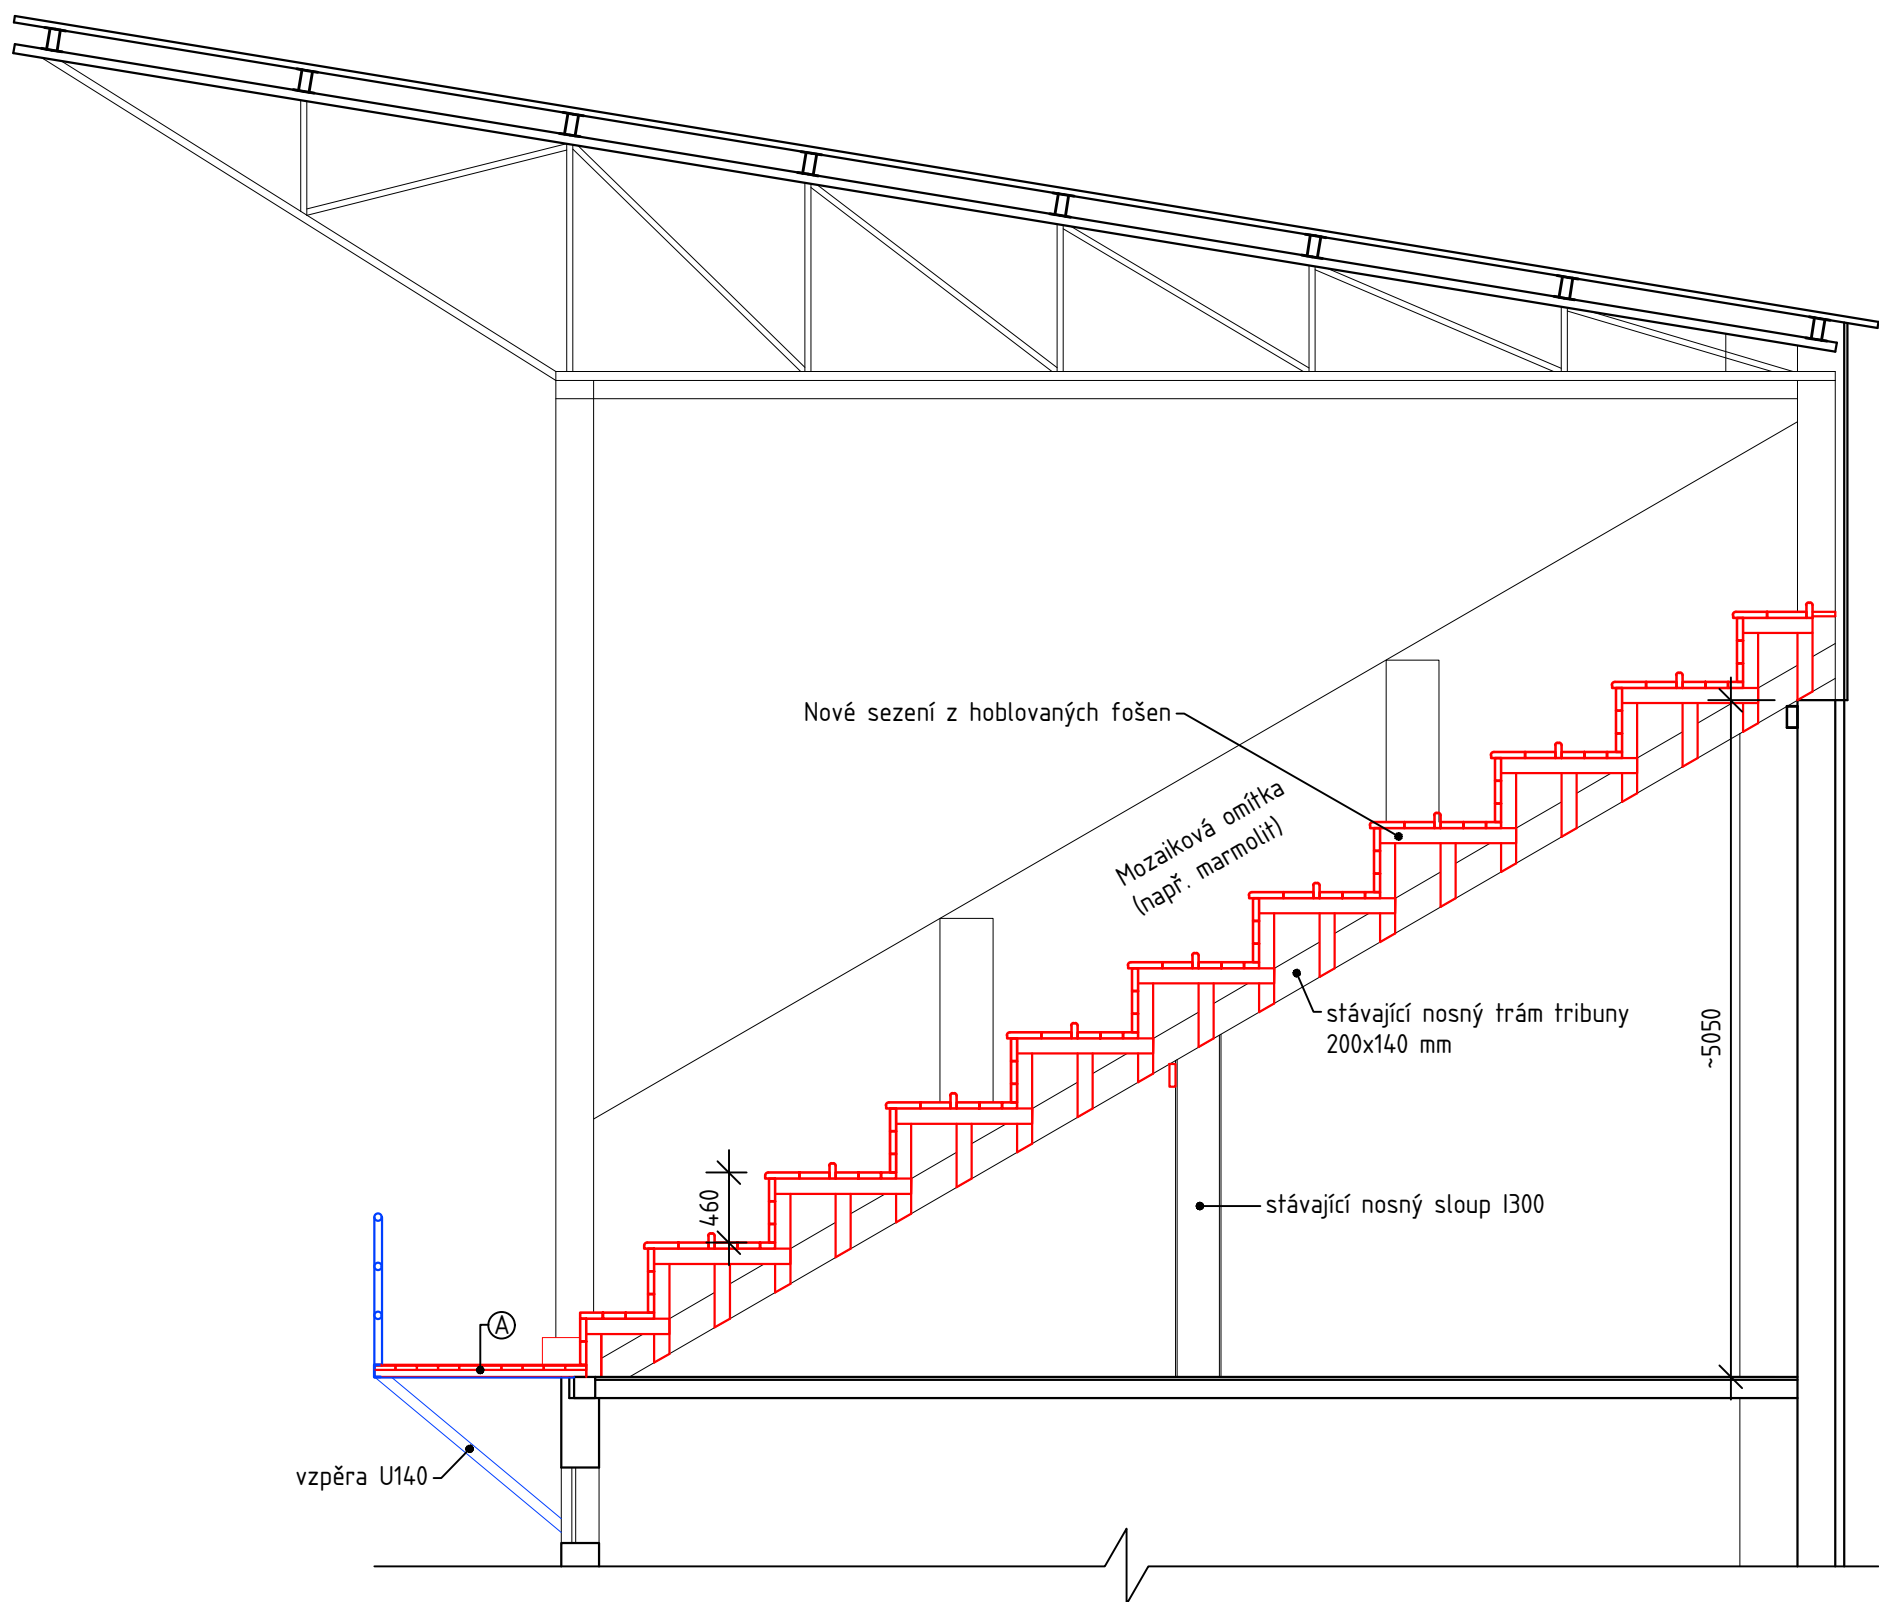 Nové sezení z hoblovaných fošen
Mozaiková omítka
(např. marmolit)
stávající nosný trám tribuny
200x140 mm
~5050
460
stávající nosný sloup I300
A
vzpěra U140